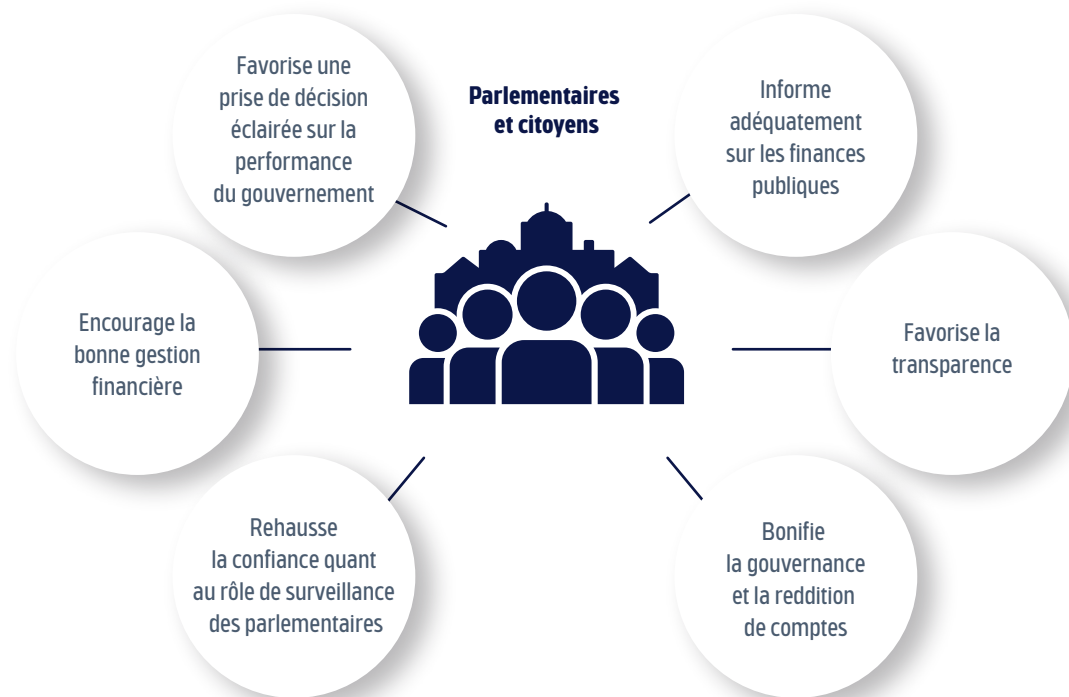 Favorise une
prise de décision
éclairée sur la
performance
du gouvernement
Parlementaires
et citoyens
Informe
adéquatement
sur les finances
publiques
Encourage la
bonne gestion
financière
Favorise la
transparence
Rehausse
la confiance quant
au rôle de surveillance
des parlementaires
Bonifie
la gouvernance
et la reddition
de comptes